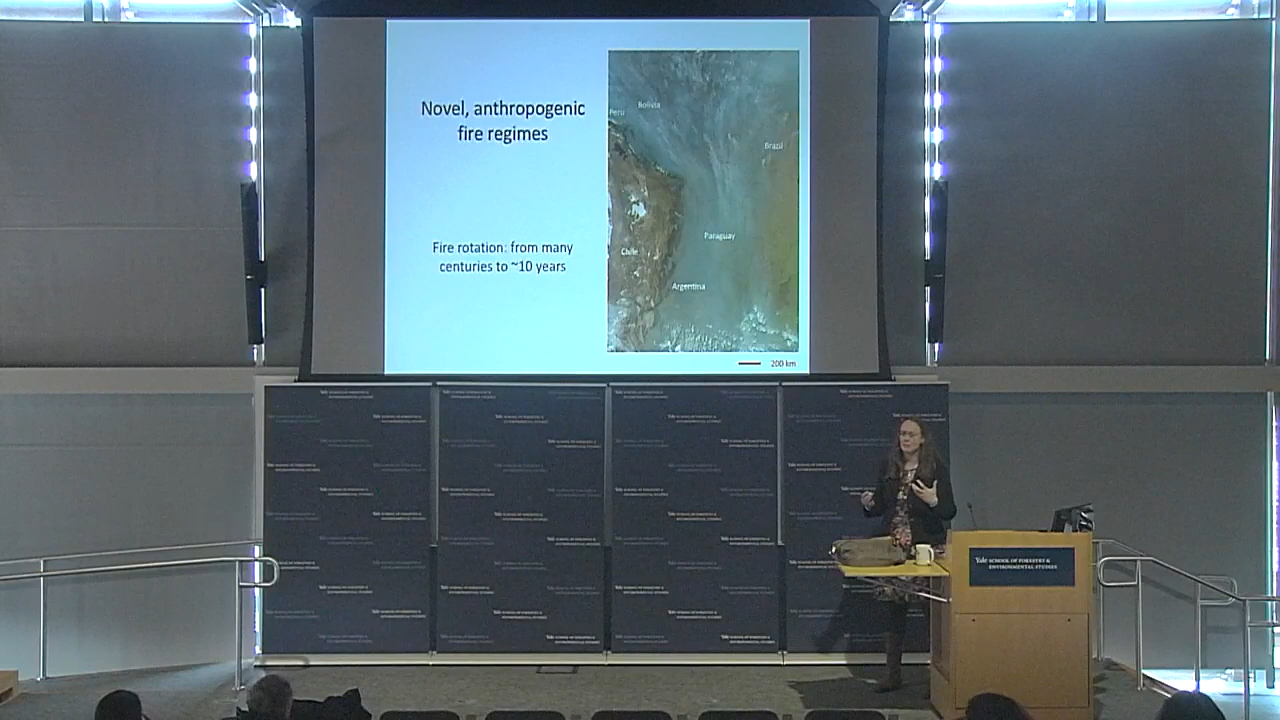 Novel, anthropogenic
fire regimes
Fire rotation: from many
centuries to ~10 years
Peru
Bolivia
Brazil
Paraguay
Chile
Argentina
200 km
Yale SCHOOL OF FORESTRY &
ENVIRONMENTAL STUDIES